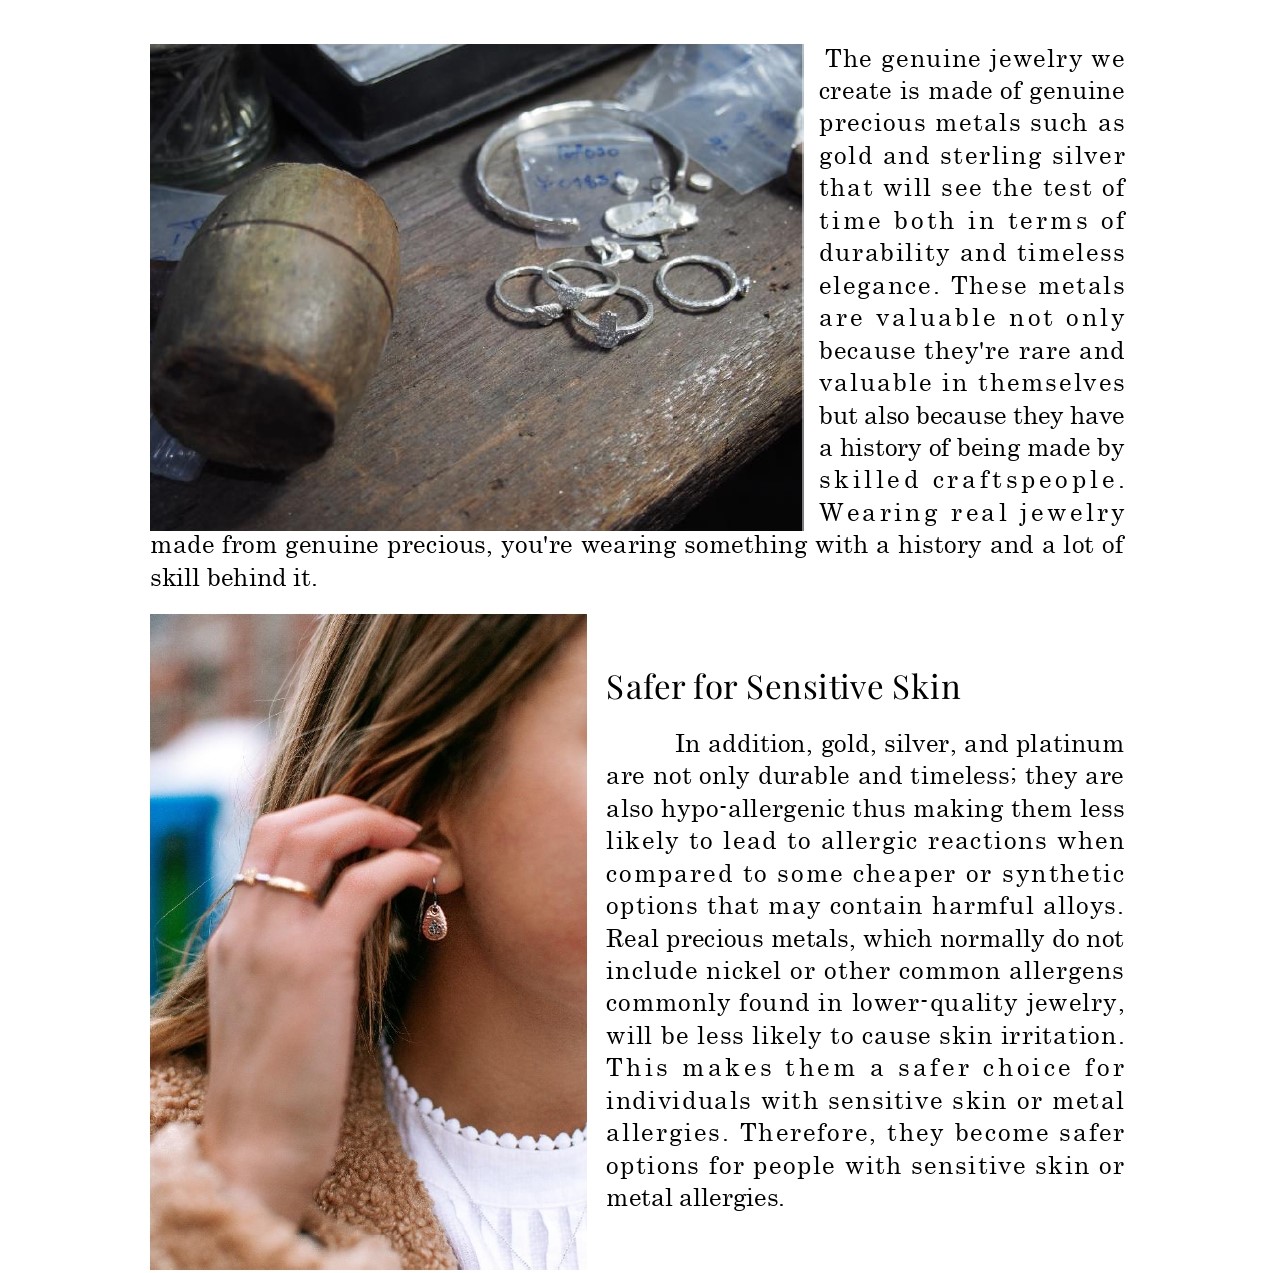 The genuine jewelry we
create is made of genuine
precious metals such as
gold and sterling silver
that will see the test of
time both in terms of
durability and timeless
elegance. These metals
are valuable not only
because they're rare and
valuable in themselves
but also because they have
a history of being made by
skilled craftspeople.
Wearing real jewelry
made from genuine precious, you're wearing something with a history and a lot of
skill behind it.
Safer for Sensitive Skin
In addition, gold, silver, and platinum
are not only durable and timeless; they are
also hypo-allergenic thus making them less
likely to lead to allergic reactions when
compared to some cheaper or synthetic
options that may contain harmful alloys.
Real precious metals, which normally do not
include nickel or other common allergens
commonly found in lower-quality jewelry,
will be less likely to cause skin irritation.
This makes them a safer choice for
individuals with sensitive skin or metal
allergies. Therefore, they become safer
options for people with sensitive skin or
metal allergies.